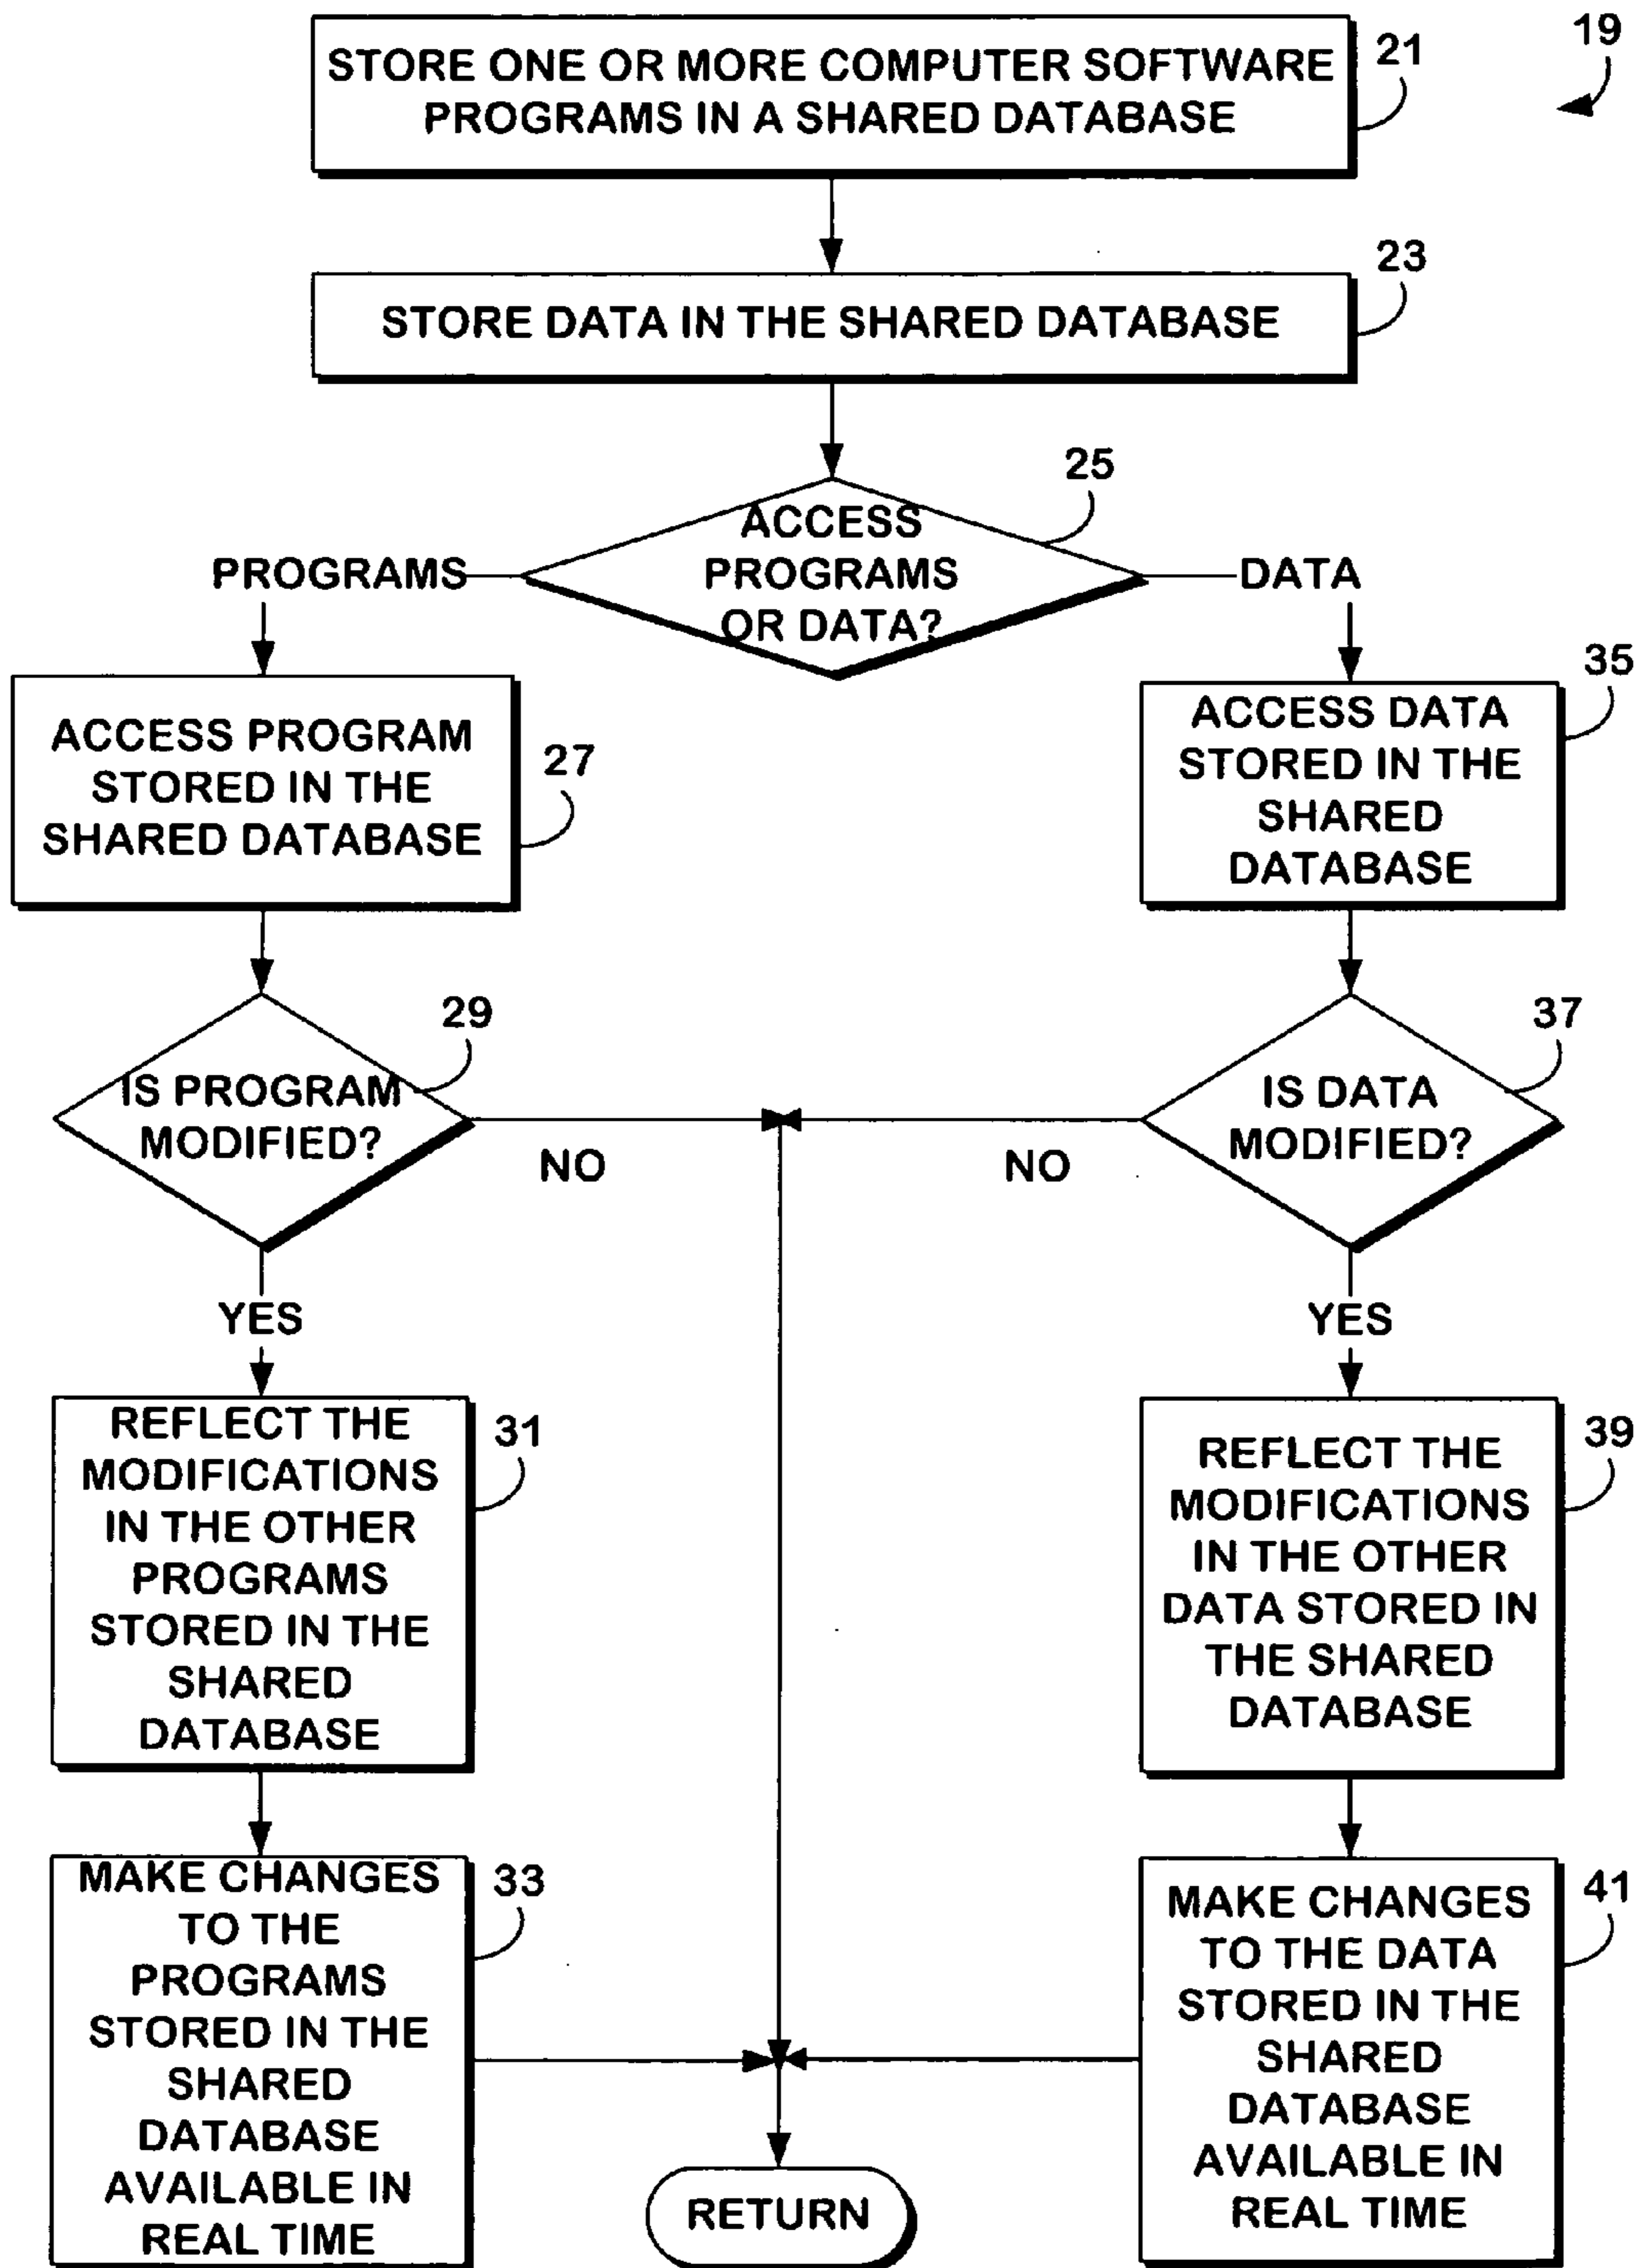 19
STORE ONE OR MORE COMPUTER SOFTWARE
PROGRAMS IN A SHARED DATABASE
21
STORE DATA IN THE SHARED DATABASE
23
ACCESS
PROGRAMS
OR DATA?
25
PROGRAMS
DATA
ACCESS PROGRAM
STORED IN THE
SHARED DATABASE
27
IS PROGRAM
MODIFIED?
29
NO
YES
REFLECT THE
MODIFICATIONS
IN THE OTHER
PROGRAMS
STORED IN THE
SHARED
DATABASE
31
MAKE CHANGES
TO THE
PROGRAMS
STORED IN THE
SHARED
DATABASE
AVAILABLE IN
REAL TIME
33
ACCESS DATA
STORED IN THE
SHARED
DATABASE
35
IS DATA
MODIFIED?
37
NO
YES
REFLECT THE
MODIFICATIONS
IN THE OTHER
DATA STORED IN
THE SHARED
DATABASE
39
MAKE CHANGES
TO THE DATA
STORED IN THE
SHARED
DATABASE
AVAILABLE IN
REAL TIME
41
RETURN